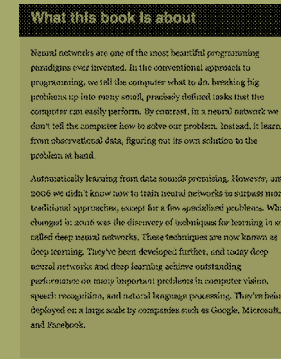 What this book is about
Neural networks are one of the most beautiful programming
paradigms ever invented. In the conventional approach to
programming, we tell the computer what to do, breaking big
problems up into many small, precisely defined tasks that the
computer can easily perform. By contrast, in a neural network we
don't tell the computer how to solve our problem. Instead, it learn
from observational data, figuring out its own solution to the
problem at hand.
Automatically learning from data sounds promising. However, un
2006 we didn't know how to train neural networks to surpass mor
traditional approaches, except for a few specialized problems. Wh
changed in 2006 was the discovery of techniques for learning in s
called deep neural networks. These techniques are now known as
deep learning. They've been developed further, and today deep
neural networks and deep learning achieve outstanding
performance on many important problems in computer vision,
speech recognition, and natural language processing. They're bein
deployed on a large scale by companies such as Google, Microsoft,
and Facebook.